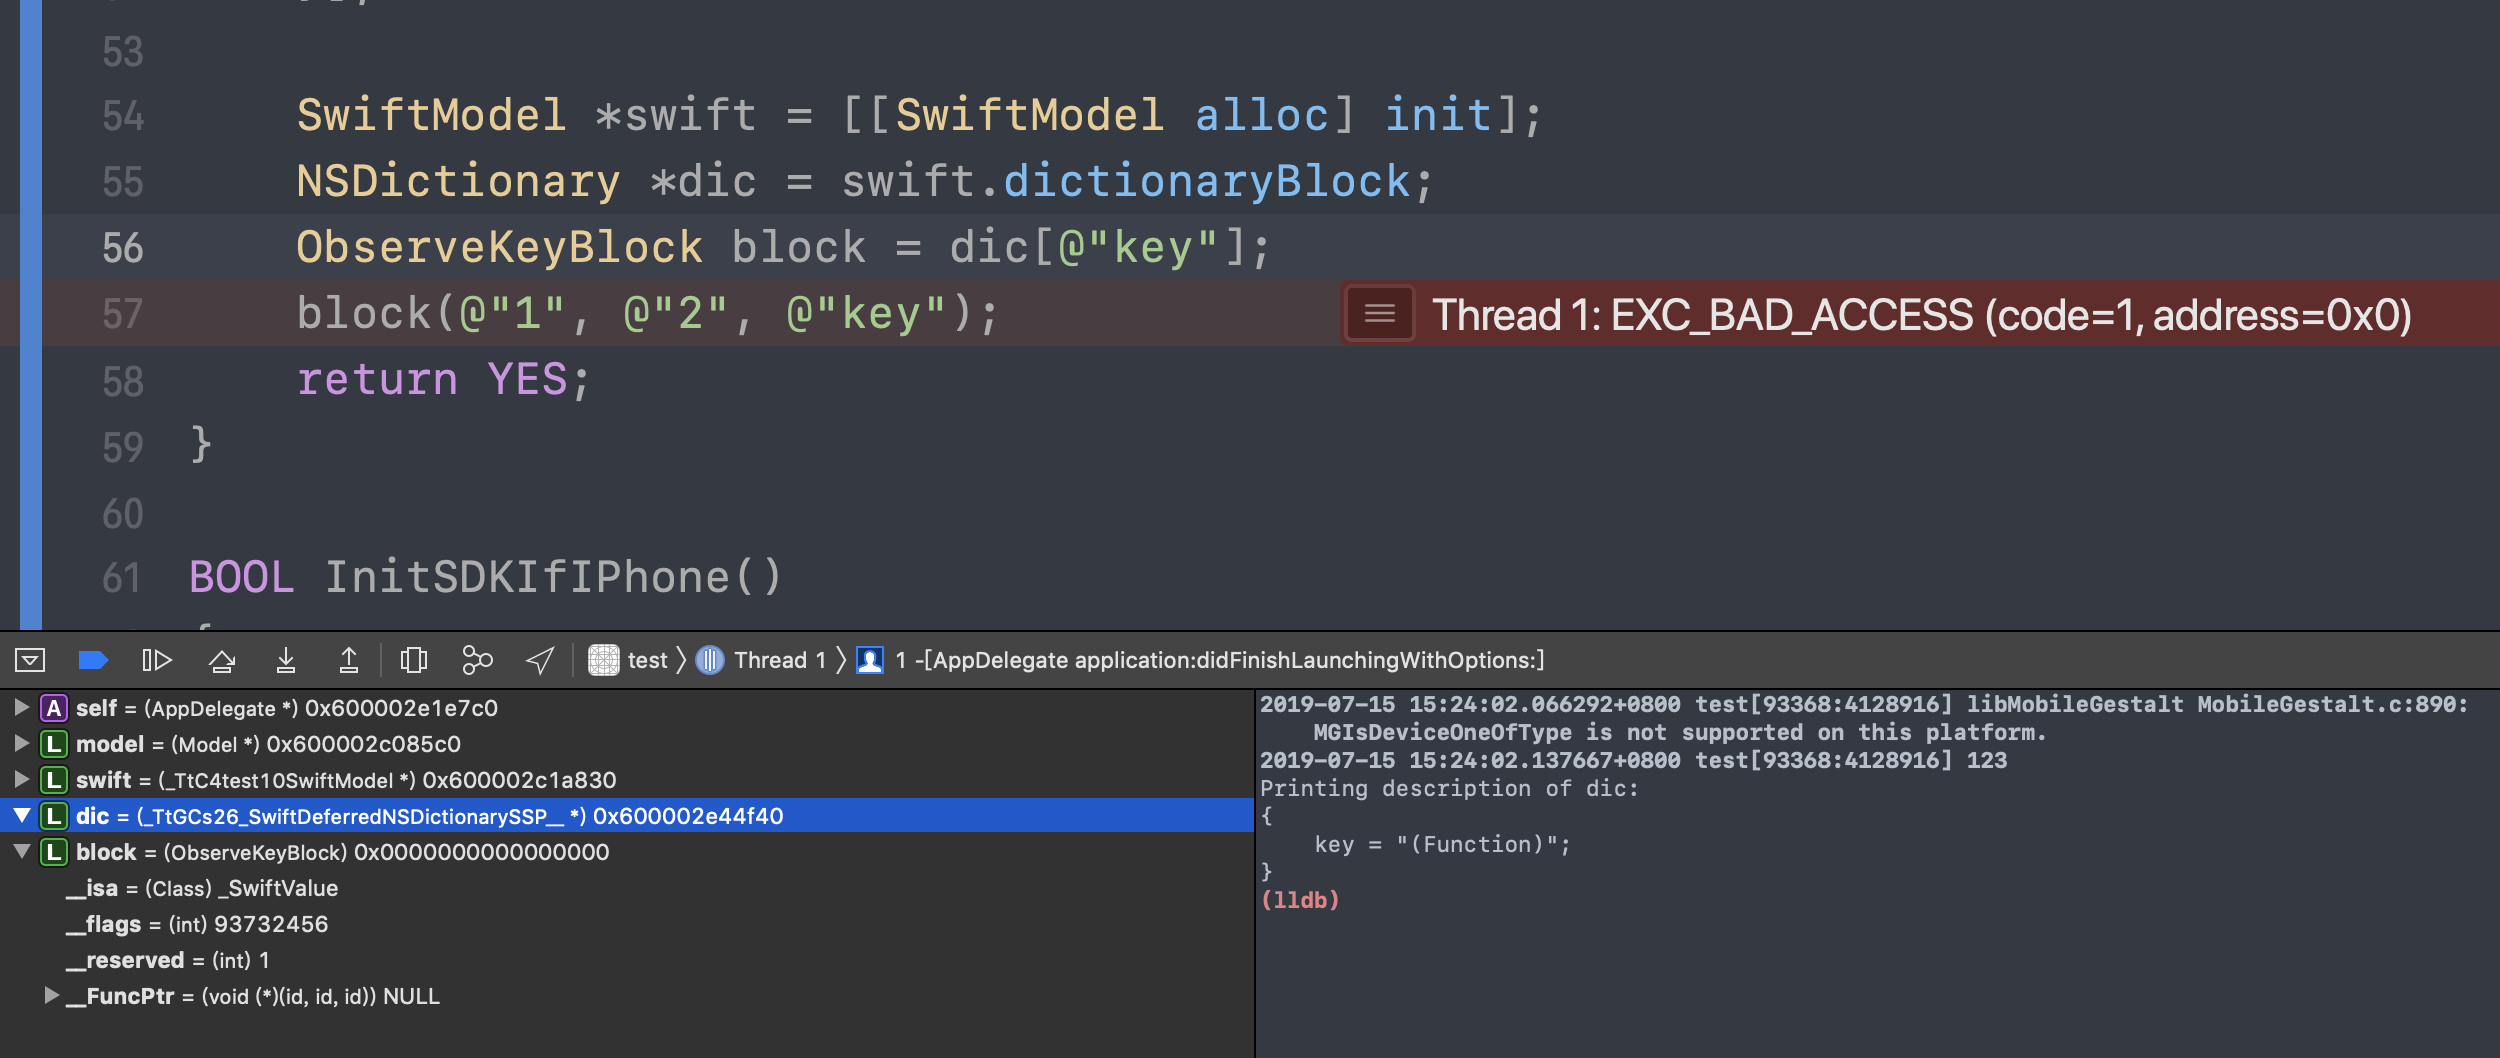 53
54 SwiftModel *swift = [[SwiftModel alloc] init];
55 NSDictionary *dic = swift.dictionaryBlock;
56 ObserveKeyBlock block = dic[@"key"];
57 block(@"1", @"2", @"key"); Thread 1: EXC_BAD_ACCESS (code=1, address=0x0)
58 return YES;
59 }
60
61 BOOL InitSDKIfIPhone()
test 〉 Thread 1 〉 1 -[AppDelegate application:didFinishLaunchingWithOptions:]
A self = (AppDelegate *) 0x600002e1e7c0
L model = (Model *) 0x600002c085c0
L swift = (_TtC4test10SwiftModel *) 0x600002c1a830
L dic = (_TtGCs26_SwiftDeferredNSDictionarySSP__ *) 0x600002e44f40
L block = (ObserveKeyBlock) 0x0000000000000000
__isa = (Class) _SwiftValue
__flags = (int) 93732456
__reserved = (int) 1
__FuncPtr = (void (*)(id, id, id)) NULL
2019-07-15 15:24:02.066292+0800 test[93368:4128916] libMobileGestalt MobileGestalt.c:890:
MGIsDeviceOneOfType is not supported on this platform.
2019-07-15 15:24:02.137667+0800 test[93368:4128916] 123
Printing description of dic:
{
key = "(Function)";
}
(lldb)